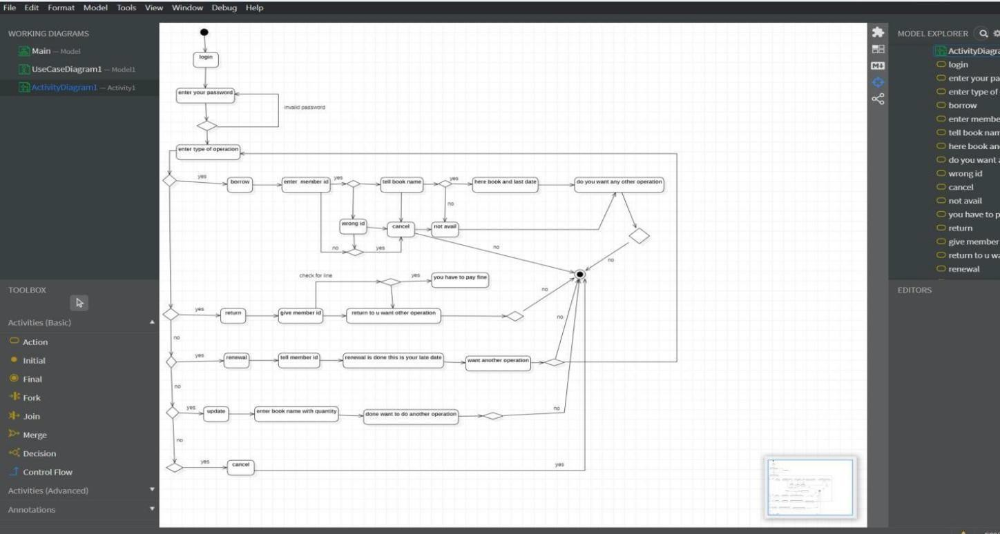 File Edit Format Model Tools View Window Debug Help
WORKING DIAGRAMS
Main — Model
UseCaseDiagram1 — Model1
ActivityDiagram1 — Activity1
TOOLBOX
Activities (Basic)
Action
Initial
Final
Fork
Join
Merge
Decision
Control Flow
Activities (Advanced)
Annotations
login
enter your password
invalid password
enter type of operation
yes
borrow
enter member id
yes
tell book name
yes
here book and last date
do you want any other operation
no
wrong id
cancel
not avail
no
yes
no
no
check for line
yes
you have to pay fine
no
yes
return
give member id
return to u want other operation
no
no
yes
renewal
tell member id
renewal is done this is your late date
want another operation
no
yes
update
enter book name with quantity
done want to do another operation
no
no
yes
cancel
yes
M
MODEL EXPLORER
ActivityDiagra
login
enter your pa
enter type of
borrow
enter membe
tell book nam
here book an
do you want a
wrong id
cancel
not avail
you have to p
return
give member
return to u wa
renewal
EDITORS